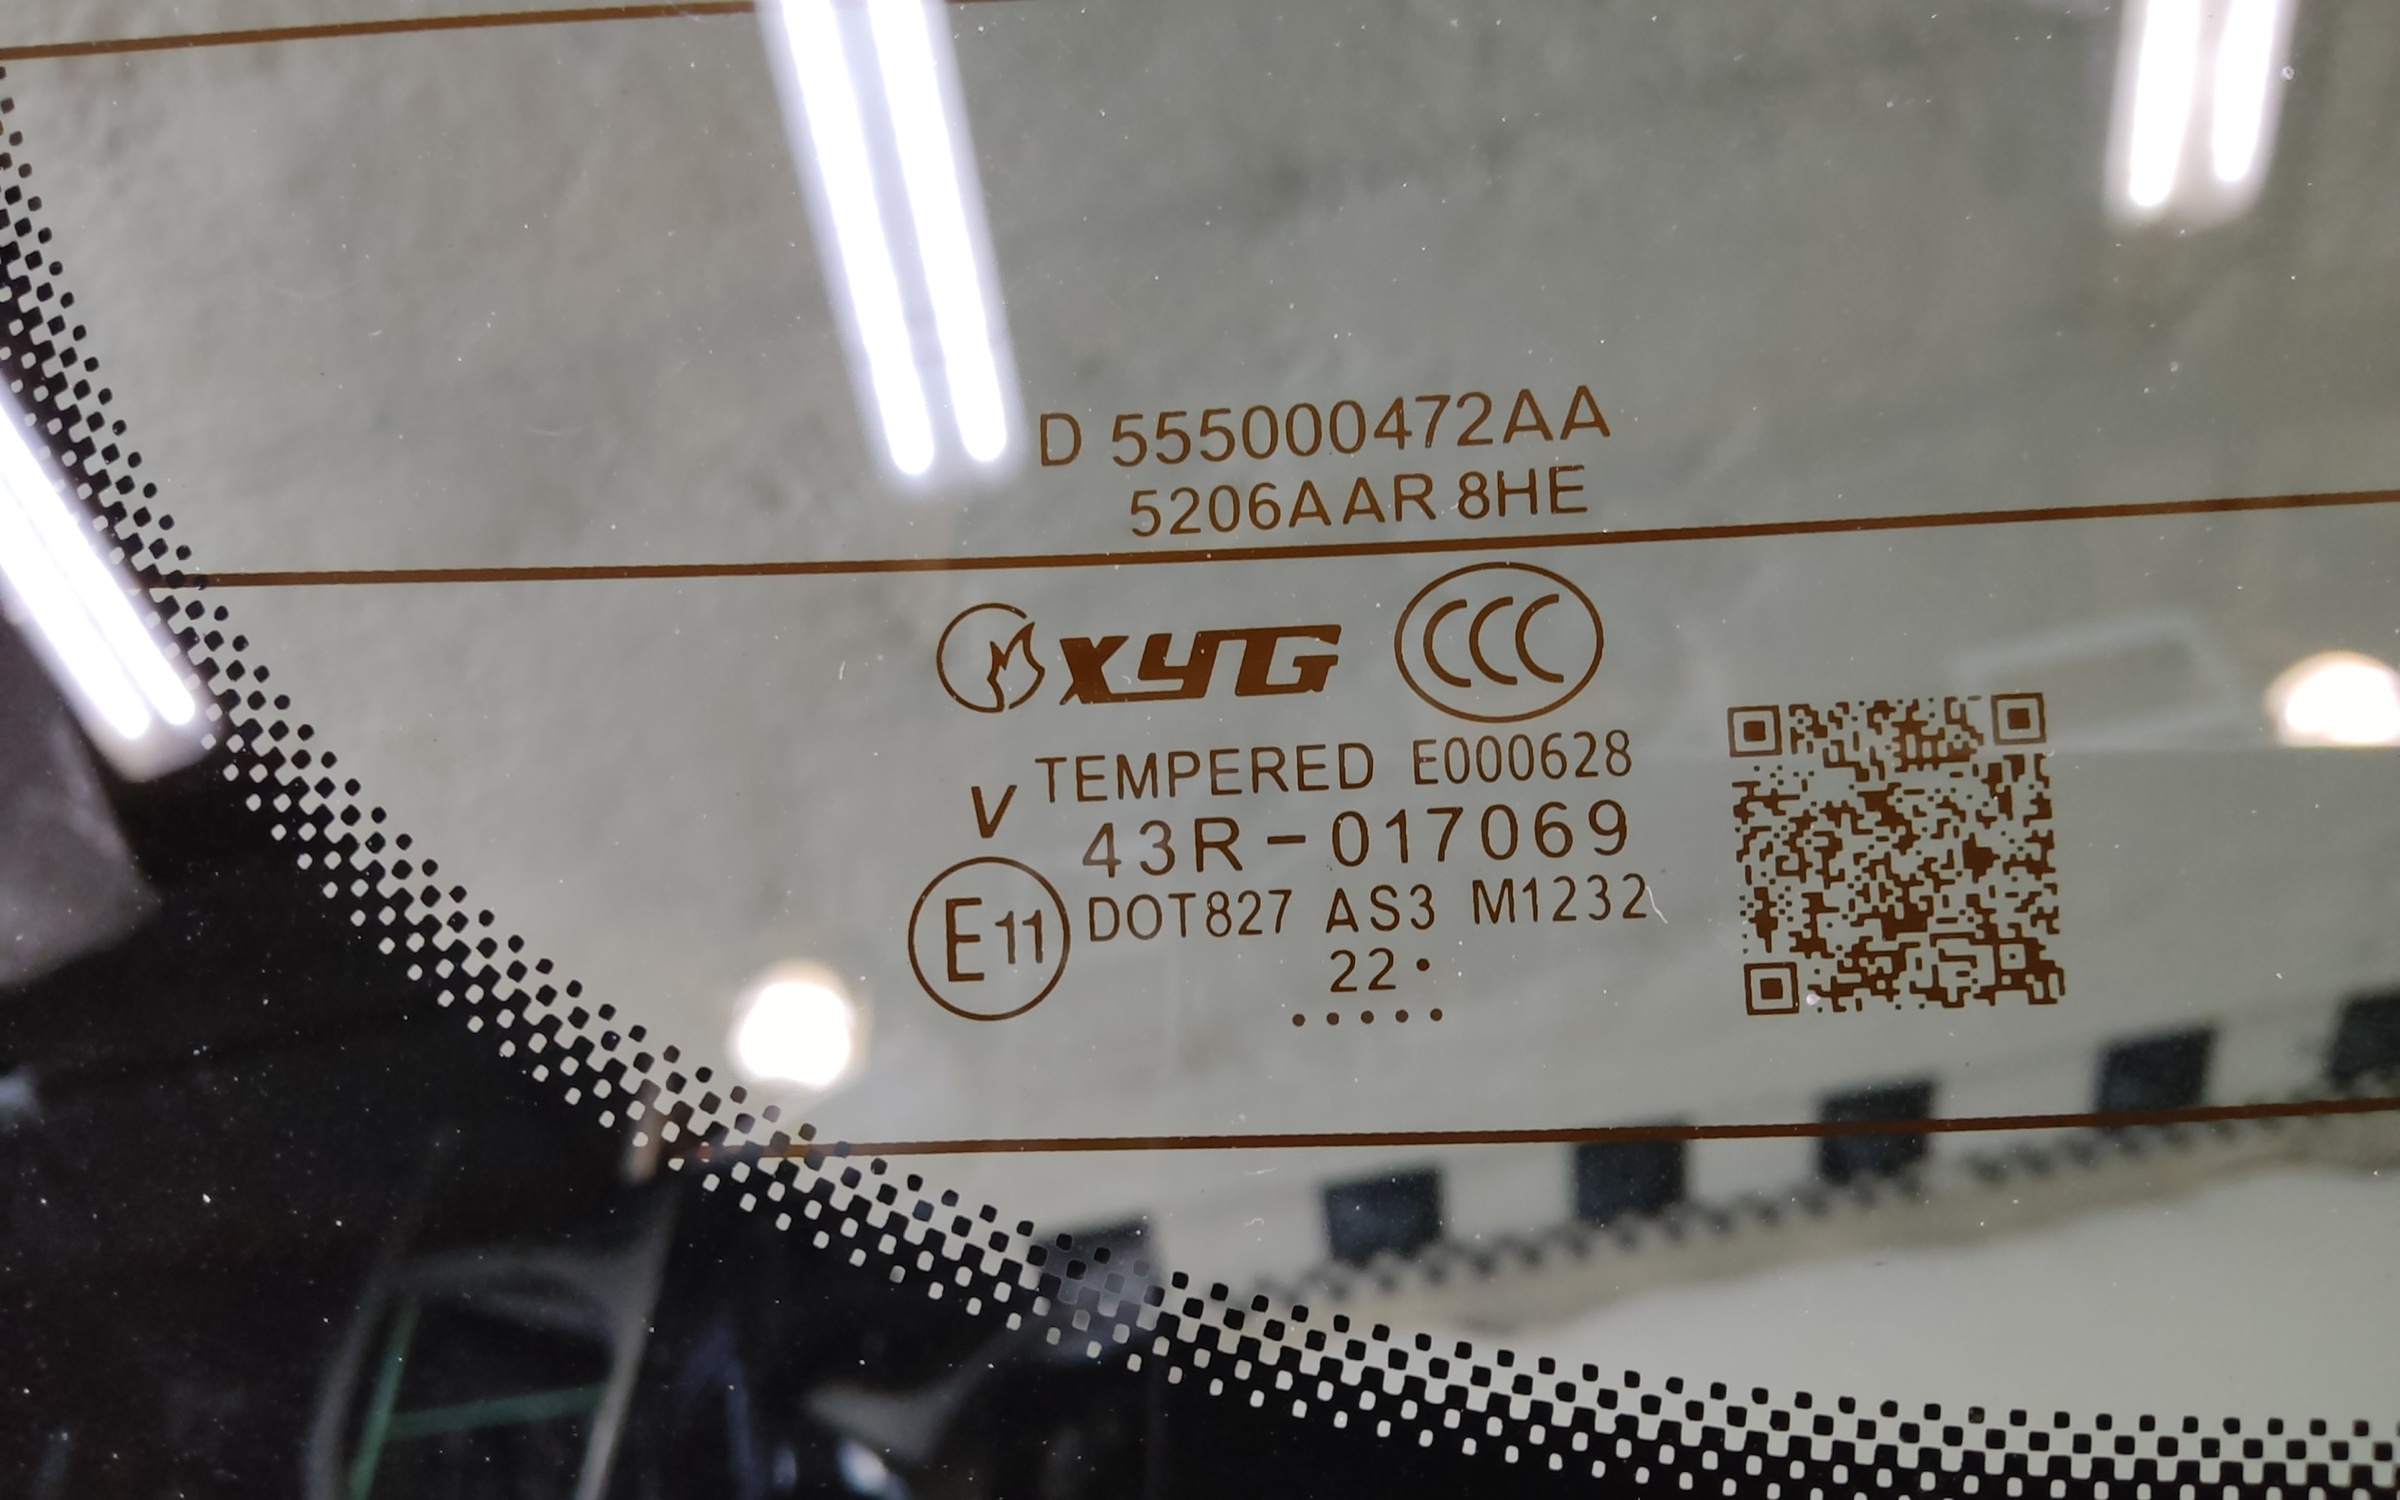 D 555000472AA
5206AAR 8HE
XYG CCC
TEMPERED E000628
V
43R-017069
E11 DOT827 AS3 M1232
22 •
• • • • •